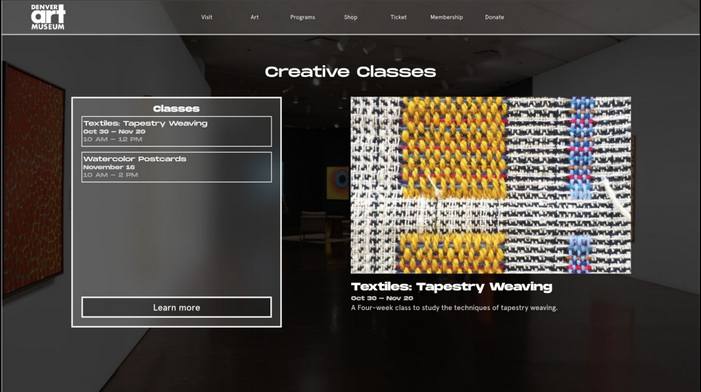 DENVER
art
MUSEUM
Visit
Art
Programs
Shop
Ticket
Membership
Donate
Creative Classes
Classes
Textiles: Tapestry Weaving
Oct 30 – Nov 20
10 AM – 12 PM
Watercolor Postcards
November 16
10 AM – 2 PM
Learn more
Textiles: Tapestry Weaving
Oct 30 – Nov 20
A Four-week class to study the techniques of tapestry weaving.